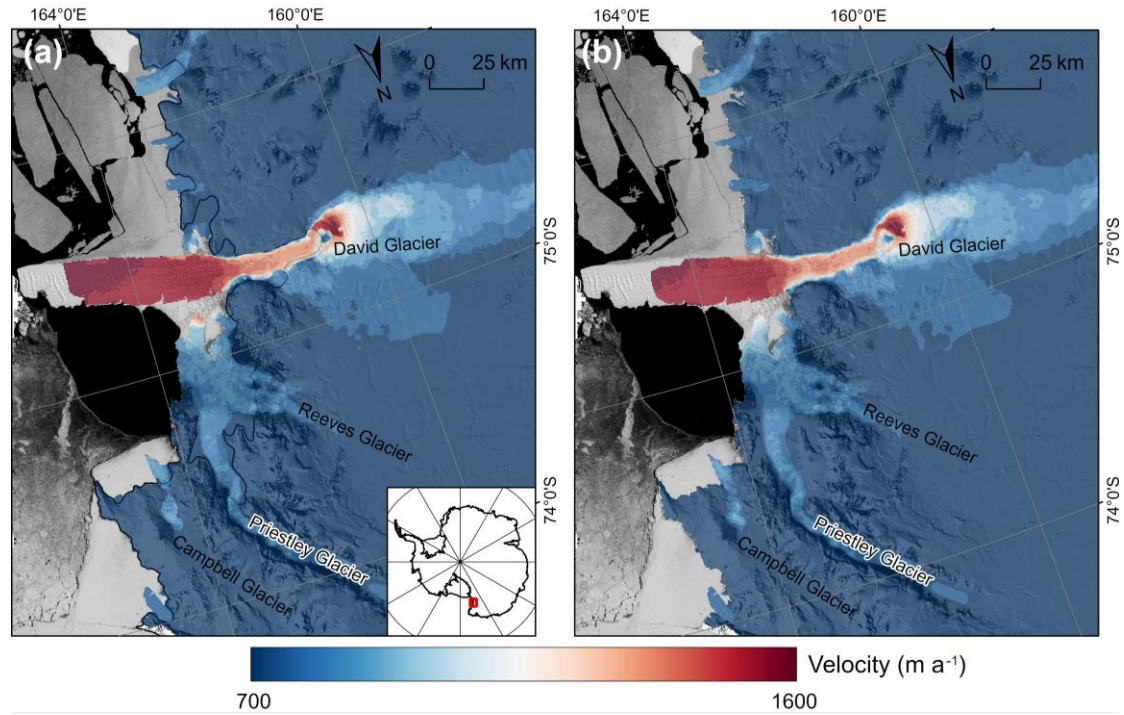 164°0'E
160°0'E
(a)
0 25 km
N
David Glacier
Reeves Glacier
Priestley Glacier
Campbell Glacier
75°0'S
74°0'S
164°0'E
160°0'E
(b)
0 25 km
N
David Glacier
Reeves Glacier
Priestley Glacier
Campbell Glacier
75°0'S
74°0'S
Velocity (m a⁻¹)
700
1600